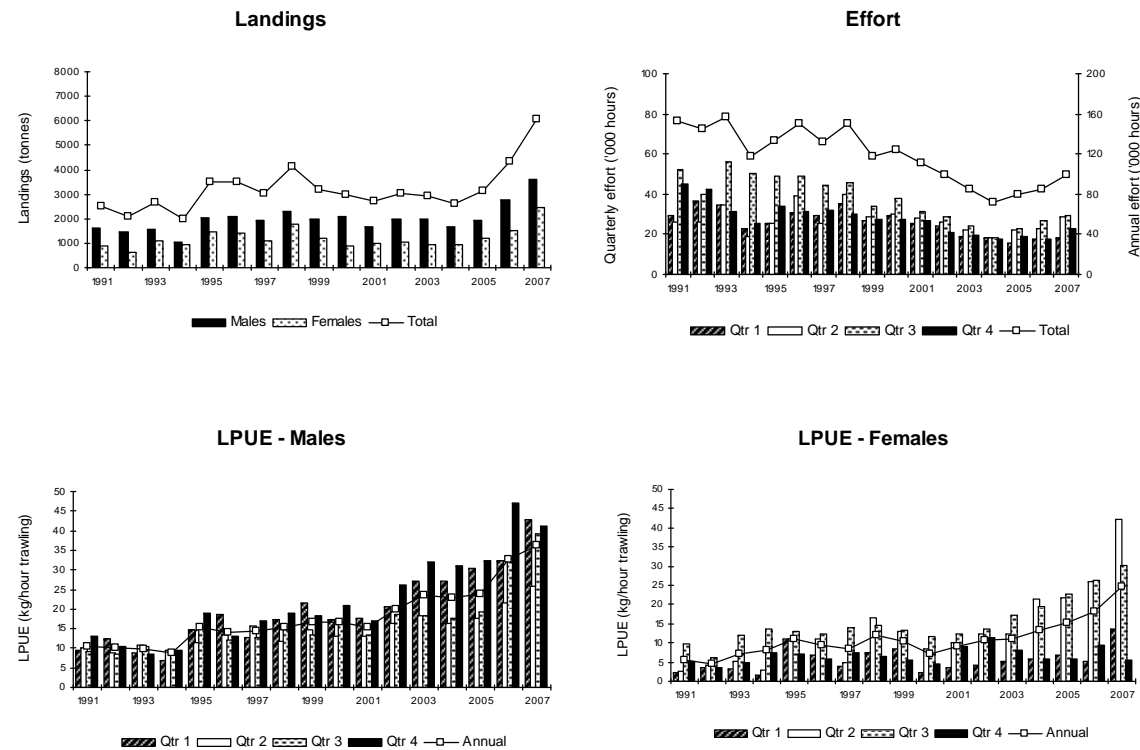 Landings
Landings (tonnes)
8000
7000
6000
5000
4000
3000
2000
1000
0
1991 1993 1995 1997 1999 2001 2003 2005 2007
Males Females Total
Effort
Quarterly effort ('000 hours)
100
80
60
40
20
0
Annual effort ('000 hours)
200
160
120
80
40
0
1991 1993 1995 1997 1999 2001 2003 2005 2007
Qtr 1 Qtr 2 Qtr 3 Qtr 4 Total
LPUE - Males
LPUE (kg/hour trawling)
50
45
40
35
30
25
20
15
10
5
0
1991 1993 1995 1997 1999 2001 2003 2005 2007
Qtr 1 Qtr 2 Qtr 3 Qtr 4 Annual
LPUE - Females
LPUE (kg/hour trawling)
50
45
40
35
30
25
20
15
10
5
0
1991 1993 1995 1997 1999 2001 2003 2005 2007
Qtr 1 Qtr 2 Qtr 3 Qtr 4 Annual